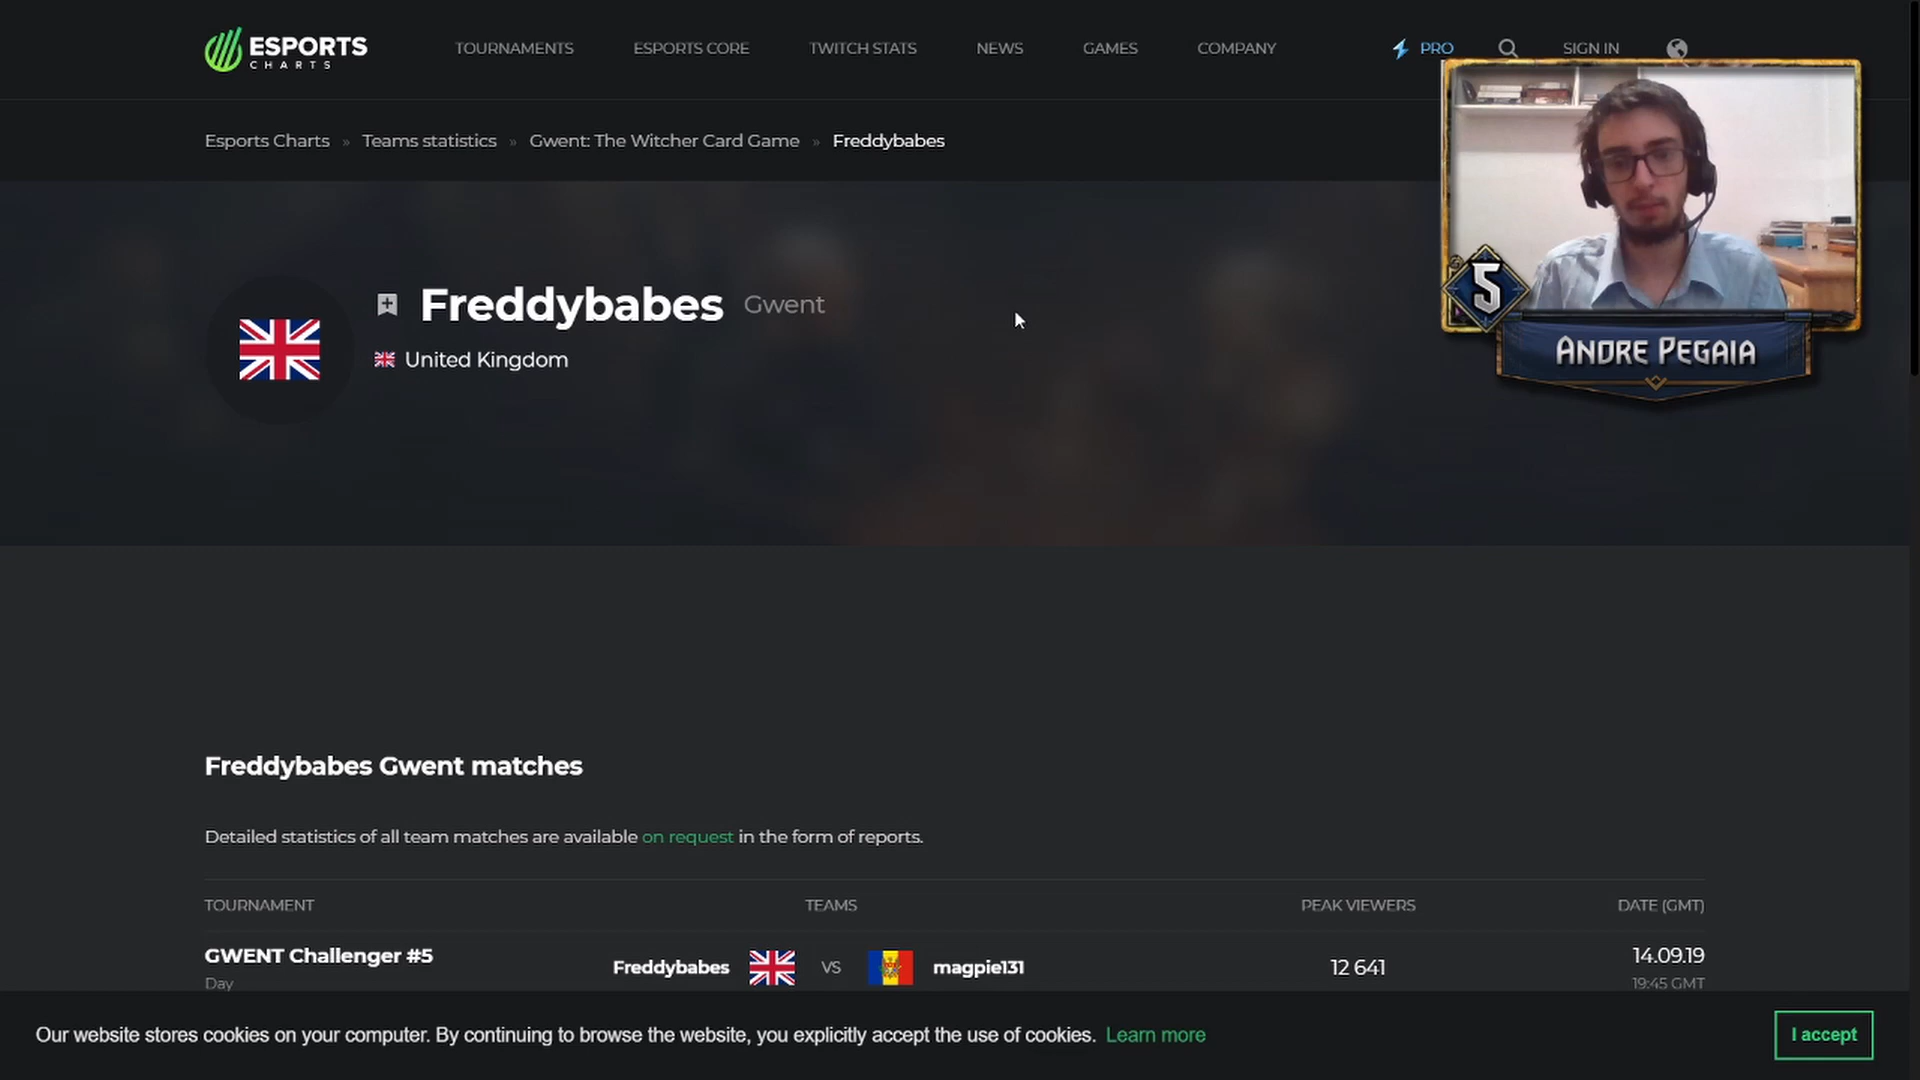 ESPORTS
CHARTS
TOURNAMENTS
ESPORTS CORE
TWITCH STATS
NEWS
GAMES
COMPANY
PRO
SIGN IN
Esports Charts » Teams statistics » Gwent: The Witcher Card Game » Freddybabes
5
ANDRE PEGAIA
Freddybabes Gwent
United Kingdom
Freddybabes Gwent matches
Detailed statistics of all team matches are available on request in the form of reports.
TOURNAMENT TEAMS PEAK VIEWERS DATE (GMT)
GWENT Challenger #5 Freddybabes VS magpie131 12 641 14.09.19
Day 19:45 GMT
Our website stores cookies on your computer. By continuing to browse the website, you explicitly accept the use of cookies. Learn more
I accept